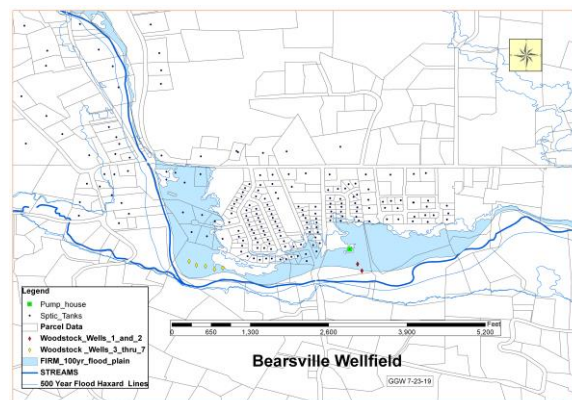 Legend
Pump_house
Sptic_Tanks
Parcel Data
Woodstock_Wells_1_and_2
Woodstock _Wells_3_thru_7
FIRM_100yr_flood_plain
STREAMS
500 Year Flood Haxard Lines
Feet
0 650 1,300 2,600 3,900 5,200
Bearsville Wellfield
GGW 7-23-19